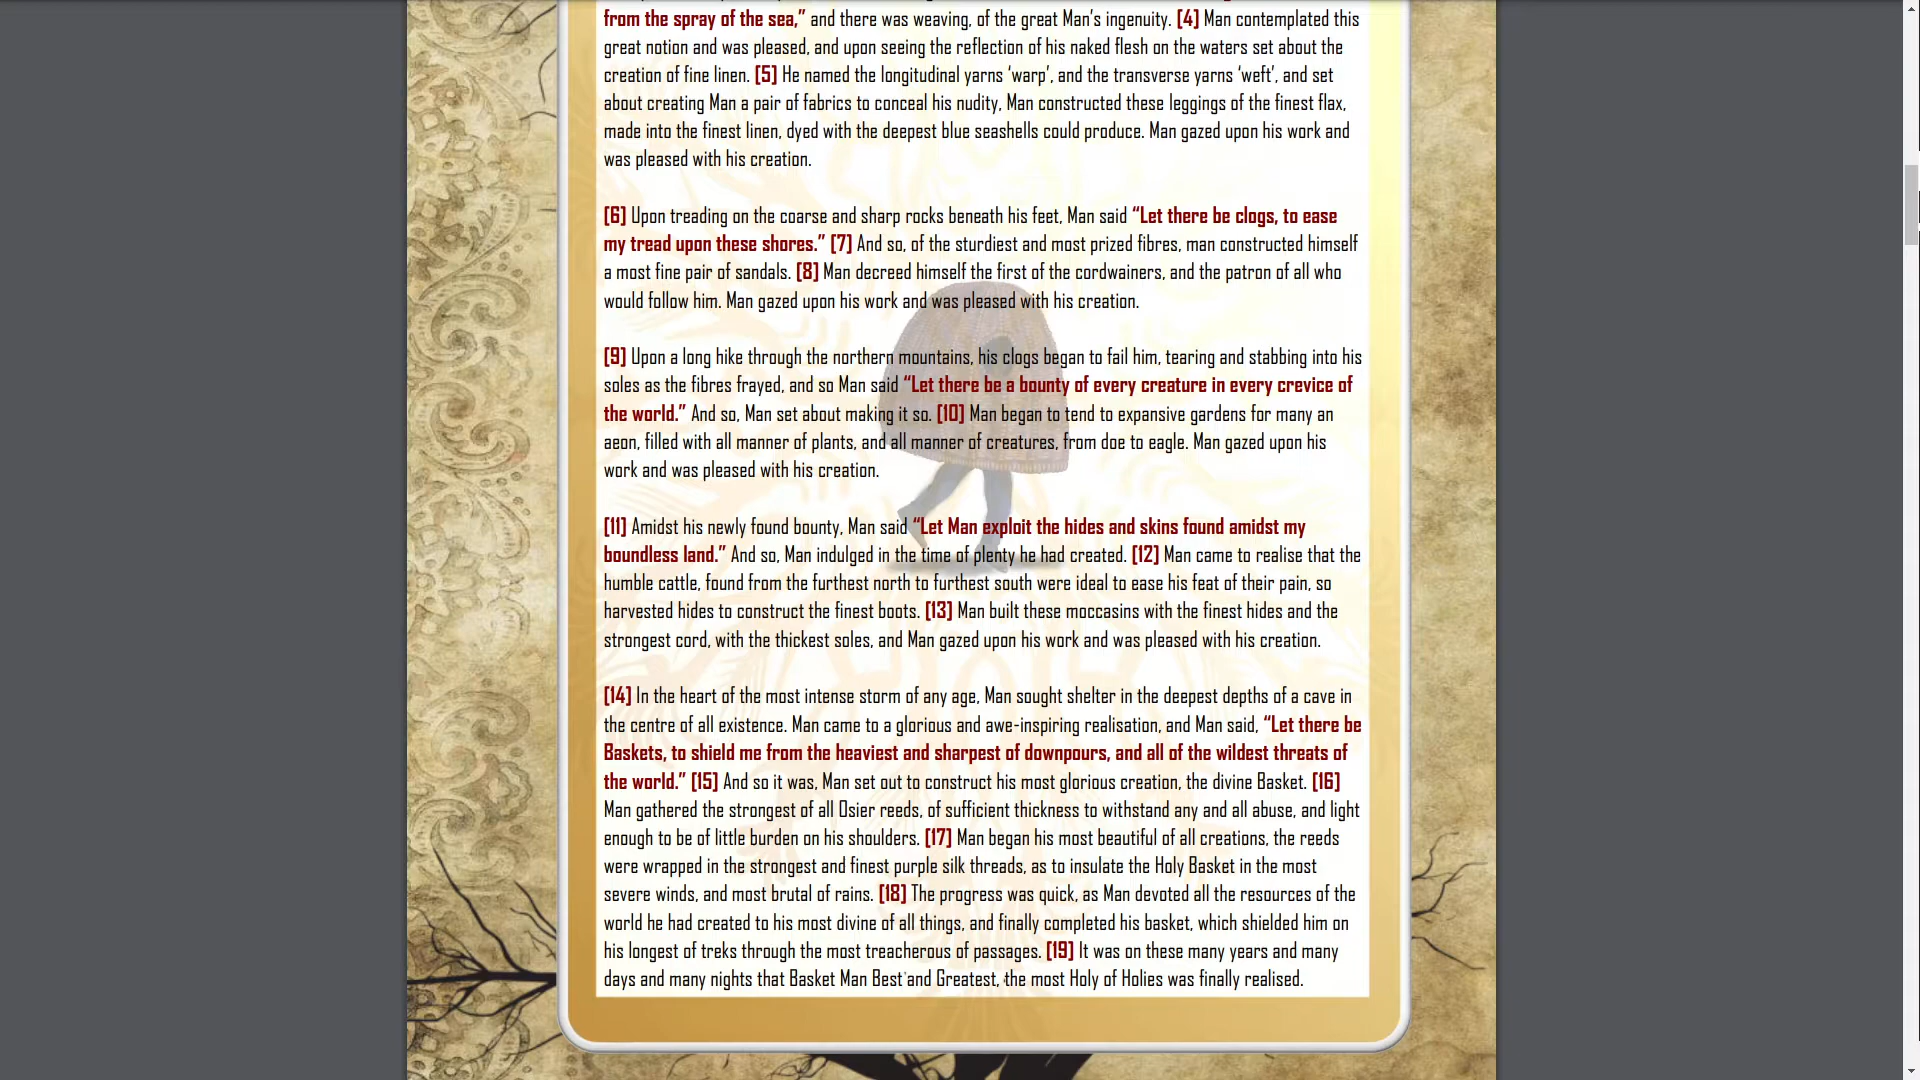 from the spray of the sea,” and there was weaving, of the great Man’s ingenuity. [4] Man contemplated this
great notion and was pleased, and upon seeing the reflection of his naked flesh on the waters set about the
creation of fine linen. [5] He named the longitudinal yarns ‘warp’, and the transverse yarns ‘weft’, and set
about creating Man a pair of fabrics to conceal his nudity, Man constructed these leggings of the finest flax,
made into the finest linen, dyed with the deepest blue seashells could produce. Man gazed upon his work and
was pleased with his creation.
[6] Upon treading on the coarse and sharp rocks beneath his feet, Man said “Let there be clogs, to ease
my tread upon these shores.” [7] And so, of the sturdiest and most prized fibres, man constructed himself
a most fine pair of sandals. [8] Man decreed himself the first of the cordwainers, and the patron of all who
would follow him. Man gazed upon his work and was pleased with his creation.
[9] Upon a long hike through the northern mountains, his clogs began to fail him, tearing and stabbing into his
soles as the fibres frayed, and so Man said “Let there be a bounty of every creature in every crevice of
the world.” And so, Man set about making it so. [10] Man began to tend to expansive gardens for many an
aeon, filled with all manner of plants, and all manner of creatures, from doe to eagle. Man gazed upon his
work and was pleased with his creation.
[11] Amidst his newly found bounty, Man said “Let Man exploit the hides and skins found amidst my
boundless land.” And so, Man indulged in the time of plenty he had created. [12] Man came to realise that the
humble cattle, found from the furthest north to furthest south were ideal to ease his feat of their pain, so
harvested hides to construct the finest boots. [13] Man built these moccasins with the finest hides and the
strongest cord, with the thickest soles, and Man gazed upon his work and was pleased with his creation.
[14] In the heart of the most intense storm of any age, Man sought shelter in the deepest depths of a cave in
the centre of all existence. Man came to a glorious and awe-inspiring realisation, and Man said, “Let there be
Baskets, to shield me from the heaviest and sharpest of downpours, and all of the wildest threats of
the world.” [15] And so it was, Man set out to construct his most glorious creation, the divine Basket. [16]
Man gathered the strongest of all Osier reeds, of sufficient thickness to withstand any and all abuse, and light
enough to be of little burden on his shoulders. [17] Man began his most beautiful of all creations, the reeds
were wrapped in the strongest and finest purple silk threads, as to insulate the Holy Basket in the most
severe winds, and most brutal of rains. [18] The progress was quick, as Man devoted all the resources of the
world he had created to his most divine of all things, and finally completed his basket, which shielded him on
his longest of treks through the most treacherous of passages. [19] It was on these many years and many
days and many nights that Basket Man Best and Greatest, the most Holy of Holies was finally realised.